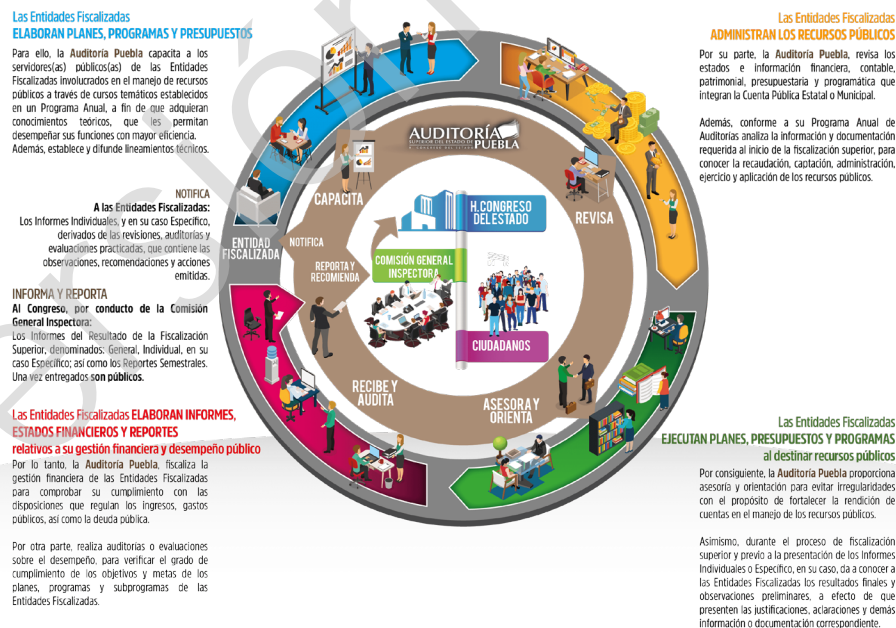 Las Entidades Fiscalizadas
ELABORAN PLANES, PROGRAMAS Y PRESUPUESTOS
Para ello, la Auditoría Puebla capacita a los
servidores(as) públicos(as) de las Entidades
Fiscalizadas involucrados en el manejo de recursos
públicos a través de cursos temáticos establecidos
en un Programa Anual, a fin de que adquieran
conocimientos teóricos, que les permitan
desempeñar sus funciones con mayor eficiencia.
Además, establece y difunde lineamientos técnicos.
NOTIFICA
A las Entidades Fiscalizadas:
Los Informes Individuales, y en su caso Específico,
derivados de las revisiones, auditorías y
evaluaciones practicadas, que contiene las
observaciones, recomendaciones y acciones
emitidas.
INFORMA Y REPORTA
Al Congreso, por conducto de la Comisión
General Inspectora:
Los Informes del Resultado de la Fiscalización
Superior, denominados: General, Individual, en su
caso Específico; así como los Reportes Semestrales.
Una vez entregados son públicos.
Las Entidades Fiscalizadas ELABORAN INFORMES,
ESTADOS FINANCIEROS Y REPORTES
relativos a su gestión financiera y desempeño público
Por lo tanto, la Auditoría Puebla, fiscaliza la
gestión financiera de las Entidades Fiscalizadas
para comprobar su cumplimiento con las
disposiciones que regulan los ingresos, gastos
públicos, así como la deuda pública.
Por otra parte, realiza auditorías o evaluaciones
sobre el desempeño, para verificar el grado de
cumplimiento de los objetivos y metas de los
planes, programas y subprogramas de las
Entidades Fiscalizadas.
AUDITORÍA
SUPERIOR DEL ESTADO DE PUEBLA
H. CONGRESO DEL ESTADO
CAPACITA
REVISA
ENTIDAD
FISCALIZADA
NOTIFICA
REPORTA Y
RECOMIENDA
H. CONGRESO
DEL ESTADO
COMISIÓN GENERAL
INSPECTORA
CIUDADANOS
RECIBE Y
AUDITA
ASESORA Y
ORIENTA
Las Entidades Fiscalizadas
ADMINISTRAN LOS RECURSOS PÚBLICOS
Por su parte, la Auditoría Puebla, revisa los
estados e información financiera, contable,
patrimonial, presupuestaria y programática que
integran la Cuenta Pública Estatal o Municipal.
Además, conforme a su Programa Anual de
Auditorías analiza la información y documentación
requerida al inicio de la fiscalización superior, para
conocer la recaudación, captación, administración,
ejercicio y aplicación de los recursos públicos.
Las Entidades Fiscalizadas
EJECUTAN PLANES, PRESUPUESTOS Y PROGRAMAS
al destinar recursos públicos
Por consiguiente, la Auditoría Puebla proporciona
asesoría y orientación para evitar irregularidades
con el propósito de fortalecer la rendición de
cuentas en el manejo de los recursos públicos.
Asimismo, durante el proceso de fiscalización
superior y previo a la presentación de los Informes
Individuales o Específico, en su caso, da a conocer a
las Entidades Fiscalizadas los resultados finales y
observaciones preliminares, a efecto de que
presenten las justificaciones, aclaraciones y demás
información o documentación correspondiente.